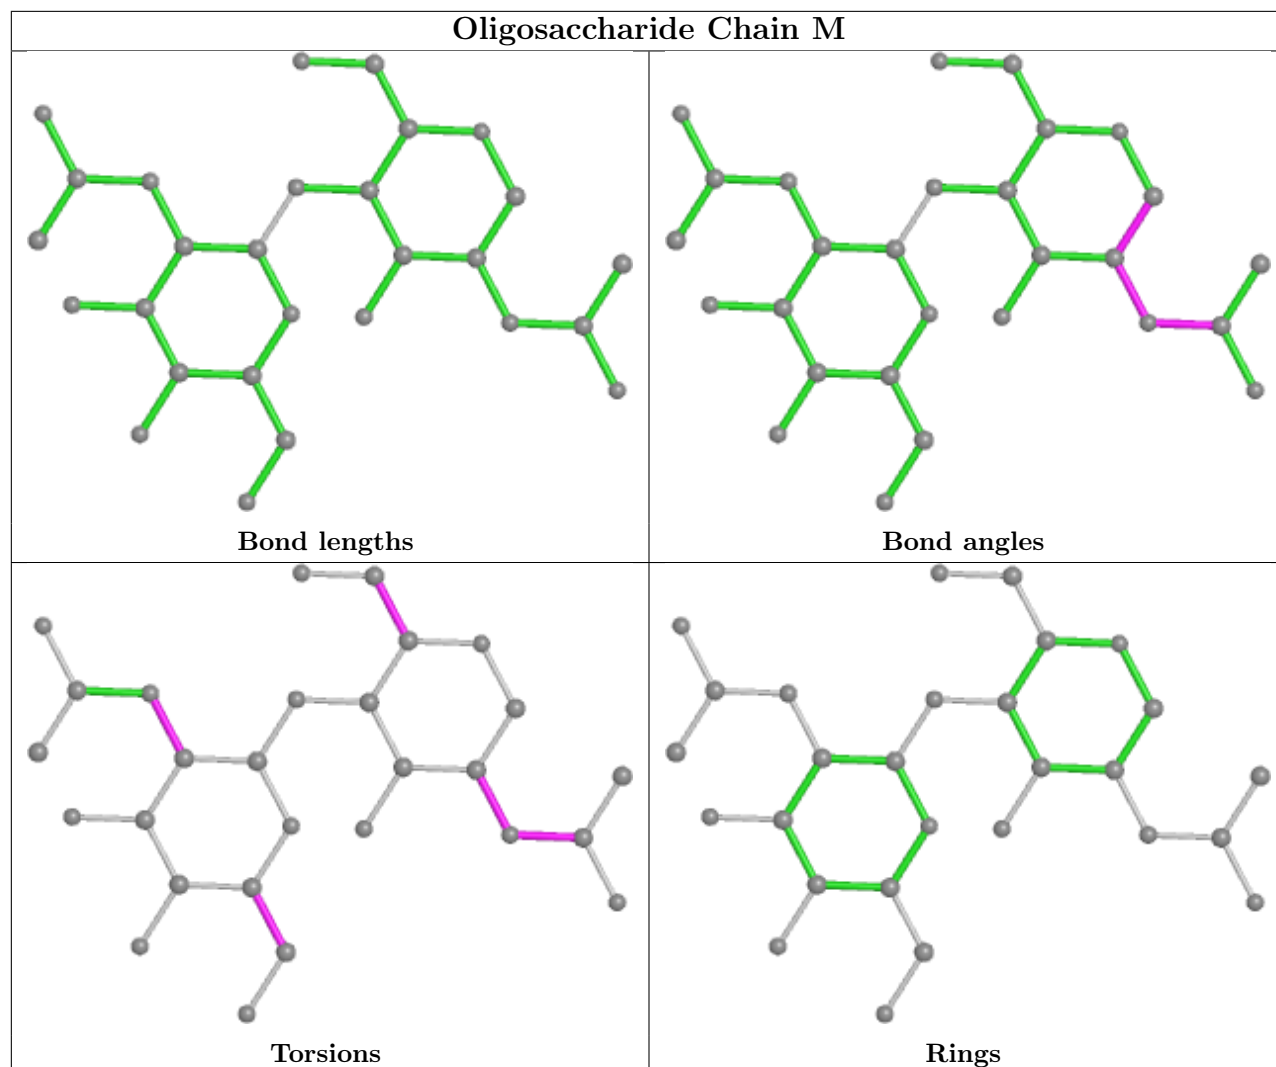 Oligosaccharide Chain M
Bond lengths
Bond angles
Torsions
Rings